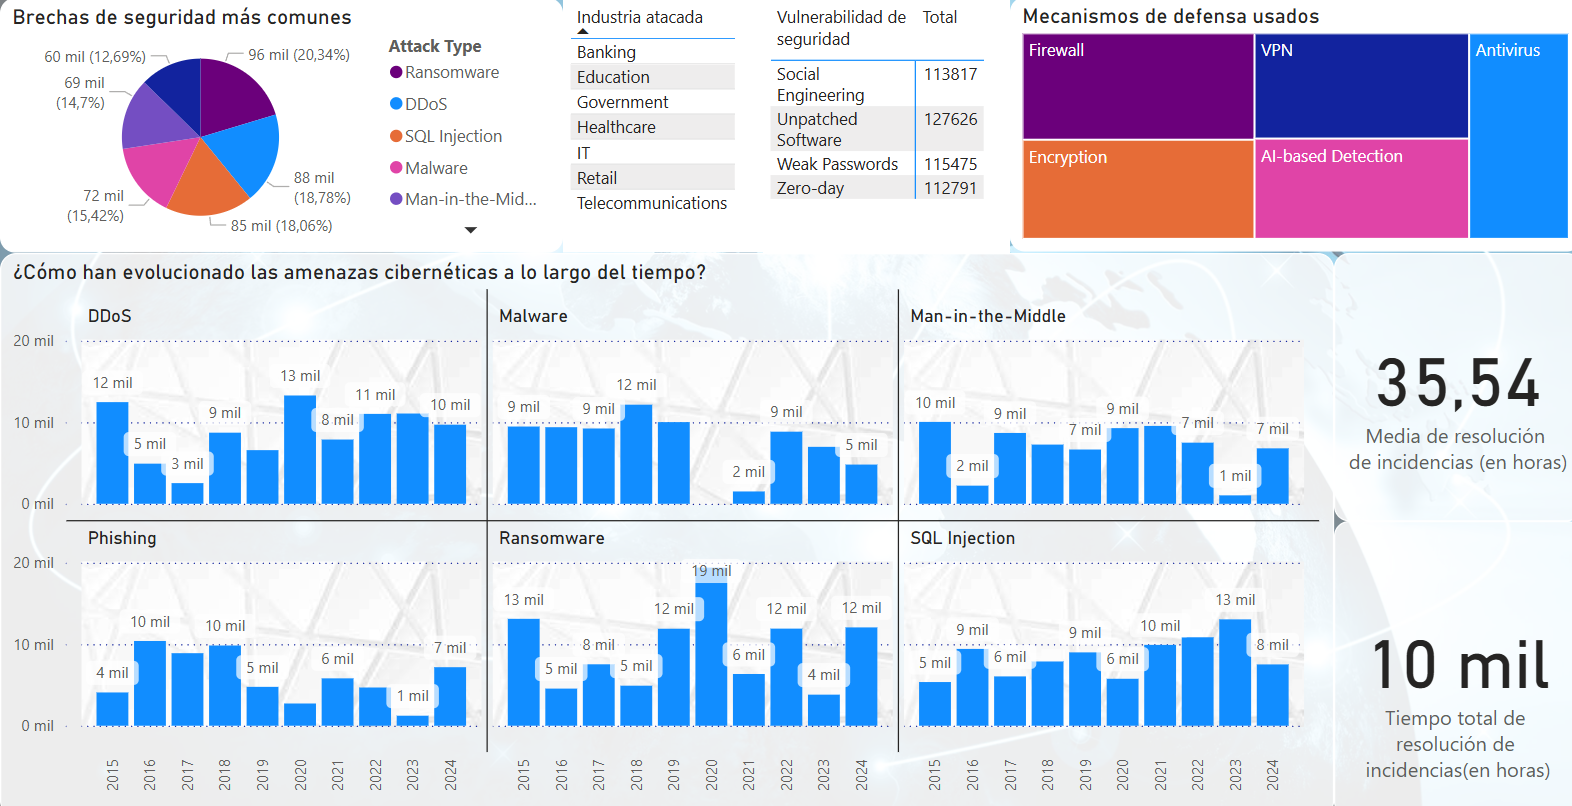 Brechas de seguridad más comunes
60 mil (12,69%)
96 mil (20,34%)
69 mil
(14,7%)
88 mil
(18,78%)
72 mil
(15,42%)
85 mil (18,06%)
Attack Type
Ransomware
DDoS
SQL Injection
Malware
Man-in-the-Mid...
Industria atacada
Banking
Education
Government
Healthcare
IT
Retail
Telecommunications
Vulnerabilidad de seguridad Total
Social Engineering 113817
Unpatched Software 127626
Weak Passwords 115475
Zero-day 112791
Mecanismos de defensa usados
Firewall
VPN
Antivirus
Encryption
AI-based Detection
¿Cómo han evolucionado las amenazas cibernéticas a lo largo del tiempo?
DDoS
20 mil
10 mil
0 mil
12 mil
5 mil
3 mil
9 mil
13 mil
8 mil
11 mil
10 mil
Malware
9 mil
9 mil
12 mil
2 mil
9 mil
5 mil
Man-in-the-Middle
10 mil
2 mil
9 mil
7 mil
9 mil
7 mil
1 mil
7 mil
Phishing
20 mil
10 mil
0 mil
4 mil
10 mil
10 mil
5 mil
6 mil
1 mil
7 mil
Ransomware
13 mil
5 mil
8 mil
5 mil
12 mil
19 mil
6 mil
12 mil
4 mil
12 mil
SQL Injection
5 mil
9 mil
6 mil
9 mil
6 mil
10 mil
13 mil
8 mil
2015 2016 2017 2018 2019 2020 2021 2022 2023 2024
2015 2016 2017 2018 2019 2020 2021 2022 2023 2024
2015 2016 2017 2018 2019 2020 2021 2022 2023 2024
35,54
Media de resolución
de incidencias (en horas)
10 mil
Tiempo total de
resolución de
incidencias(en horas)